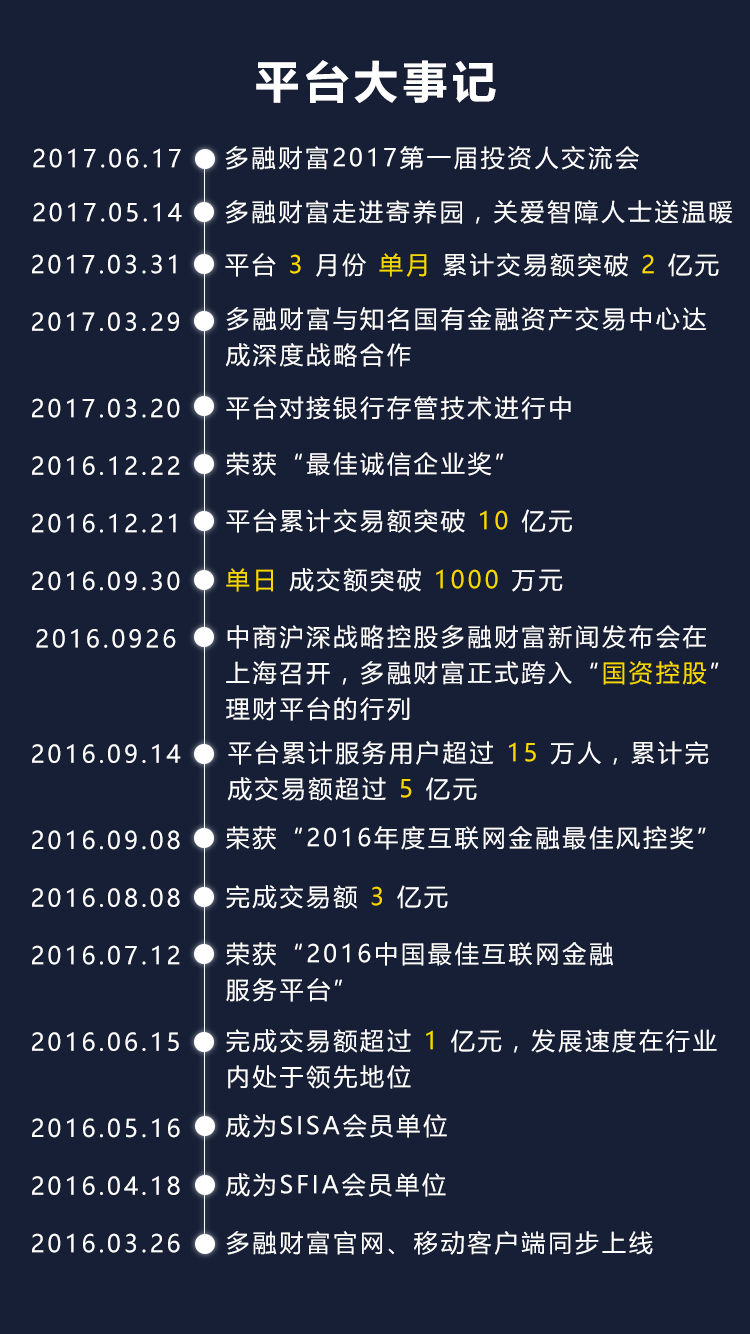 平台大事记
2017.06.17 多融财富2017第一届投资人交流会
2017.05.14 多融财富走进寄养园，关爱智障人士送温暖
2017.03.31 平台 3 月份 单月 累计交易额突破 2 亿元
2017.03.29 多融财富与知名国有金融资产交易中心达
成深度战略合作
2017.03.20 平台对接银行存管技术进行中
2016.12.22 荣获“最佳诚信企业奖”
2016.12.21 平台累计交易额突破 10 亿元
2016.09.30 单日 成交额突破 1000 万元
2016.0926 中商沪深战略控股多融财富新闻发布会在
上海召开，多融财富正式跨入“国资控股”
理财平台的行列
2016.09.14 平台累计服务用户超过 15 万人，累计完
成交易额超过 5 亿元
2016.09.08 荣获“2016年度互联网金融最佳风控奖”
2016.08.08 完成交易额 3 亿元
2016.07.12 荣获“2016中国最佳互联网金融
服务平台”
2016.06.15 完成交易额超过 1 亿元，发展速度在行业
内处于领先地位
2016.05.16 成为SISA会员单位
2016.04.18 成为SFIA会员单位
2016.03.26 多融财富官网、移动客户端同步上线